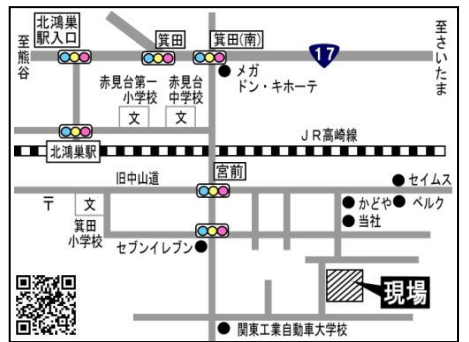 北鴻巣
駅入口
箕田
箕田(南)
17
至熊谷
至さいたま
メガ
ドン・キホーテ
赤見台第一
小学校
赤見台
中学校
文
文
JR高崎線
北鴻巣駅
宮前
旧中山道
セイムス
かどや
ベルク
当社
〒
文
箕田
小学校
セブンイレブン
現場
関東工業自動車大学校